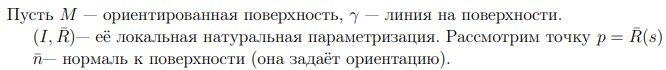 Пусть M — ориентированная поверхность, γ — линия на поверхности.
(I, R̄)— её локальная натуральная параметризация. Рассмотрим точку p = R̄(s)
n̄— нормаль к поверхности (она задаёт ориентацию).